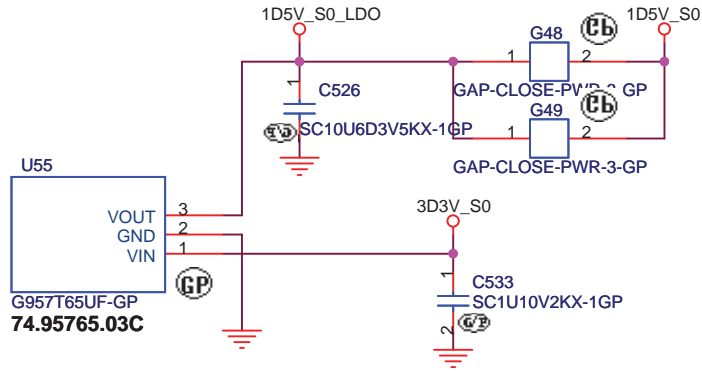 1D5V_S0_LDO
1D5V_S0
G48
1
2
GAP-CLOSE-PWR-3-GP
1
C526
SC10U6D3V5KX-1GP
G49
1
2
GAP-CLOSE-PWR-3-GP
U55
VOUT
3
GND
2
VIN
1
GP
G957T65UF-GP
74.95765.03C
3D3V_S0
1
C533
SC1U10V2KX-1GP
2